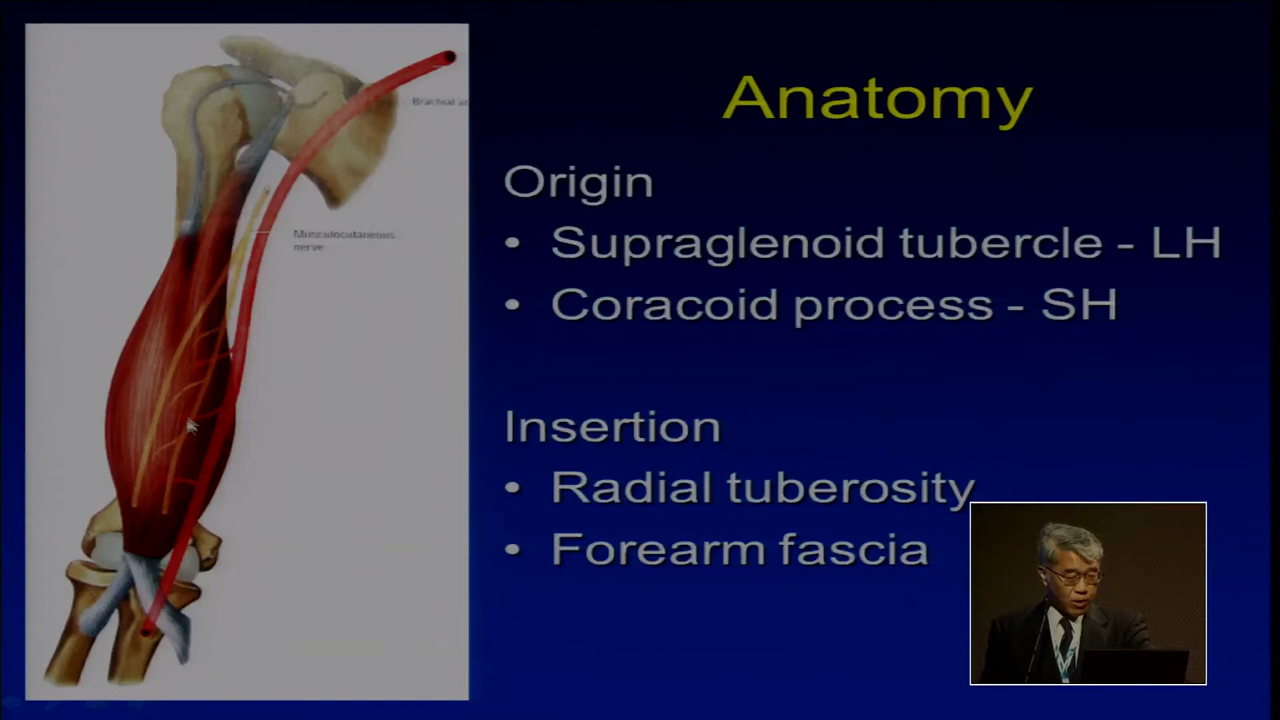 Anatomy
Brachial
Musculocutaneous
nerve
Origin
• Supraglenoid tubercle - LH
• Coracoid process - SH
Insertion
• Radial tuberosity
• Forearm fascia